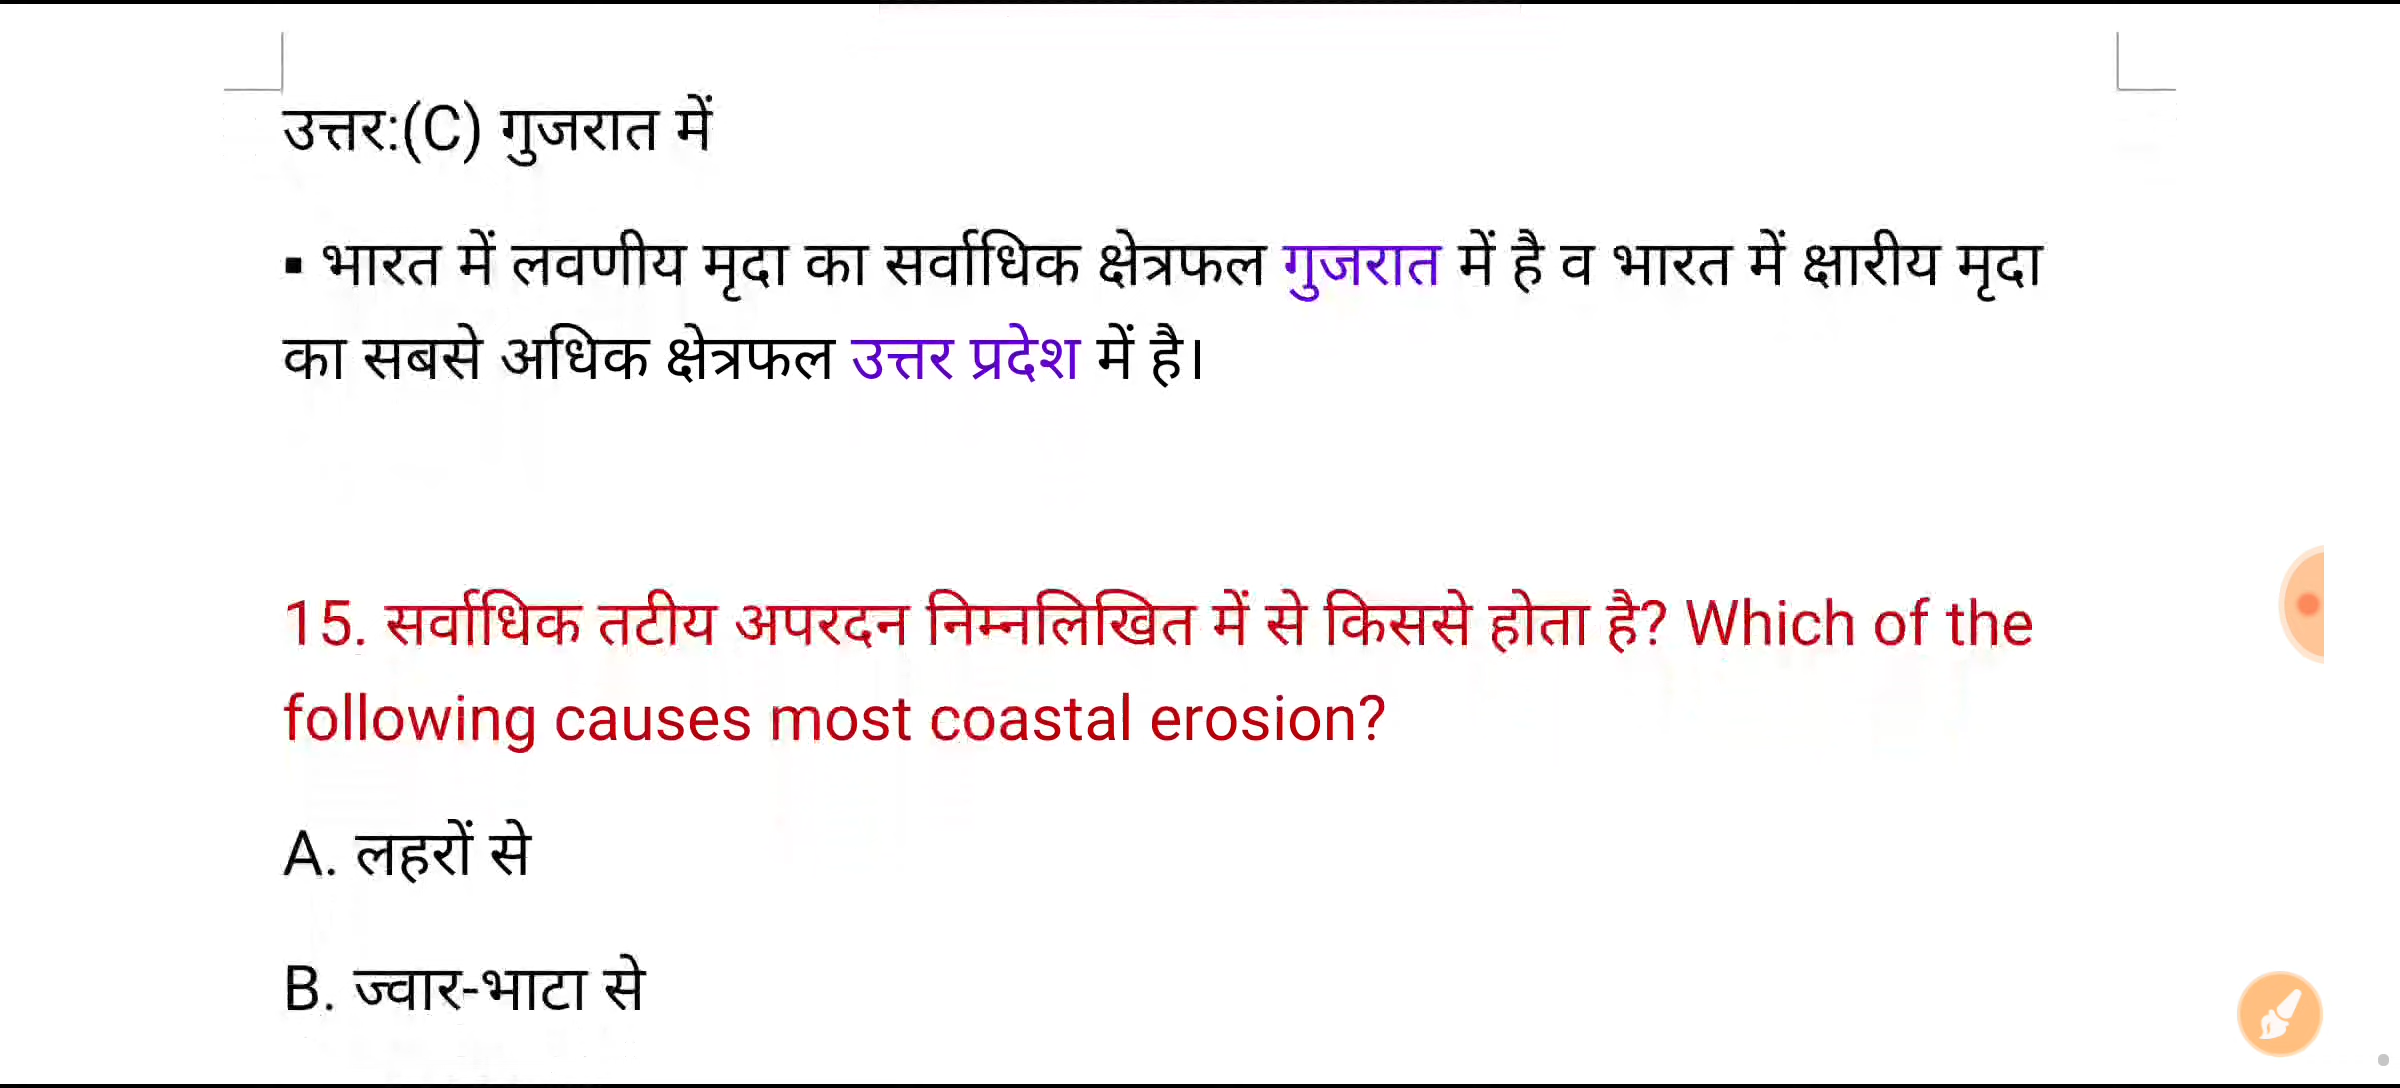 उत्तर:(C) गुजरात में
▪ भारत में लवणीय मृदा का सर्वाधिक क्षेत्रफल गुजरात में है व भारत में क्षारीय मृदा
का सबसे अधिक क्षेत्रफल उत्तर प्रदेश में है।
15. सर्वाधिक तटीय अपरदन निम्नलिखित में से किससे होता है? Which of the
following causes most coastal erosion?
A. लहरों से
B. ज्वार-भाटा से